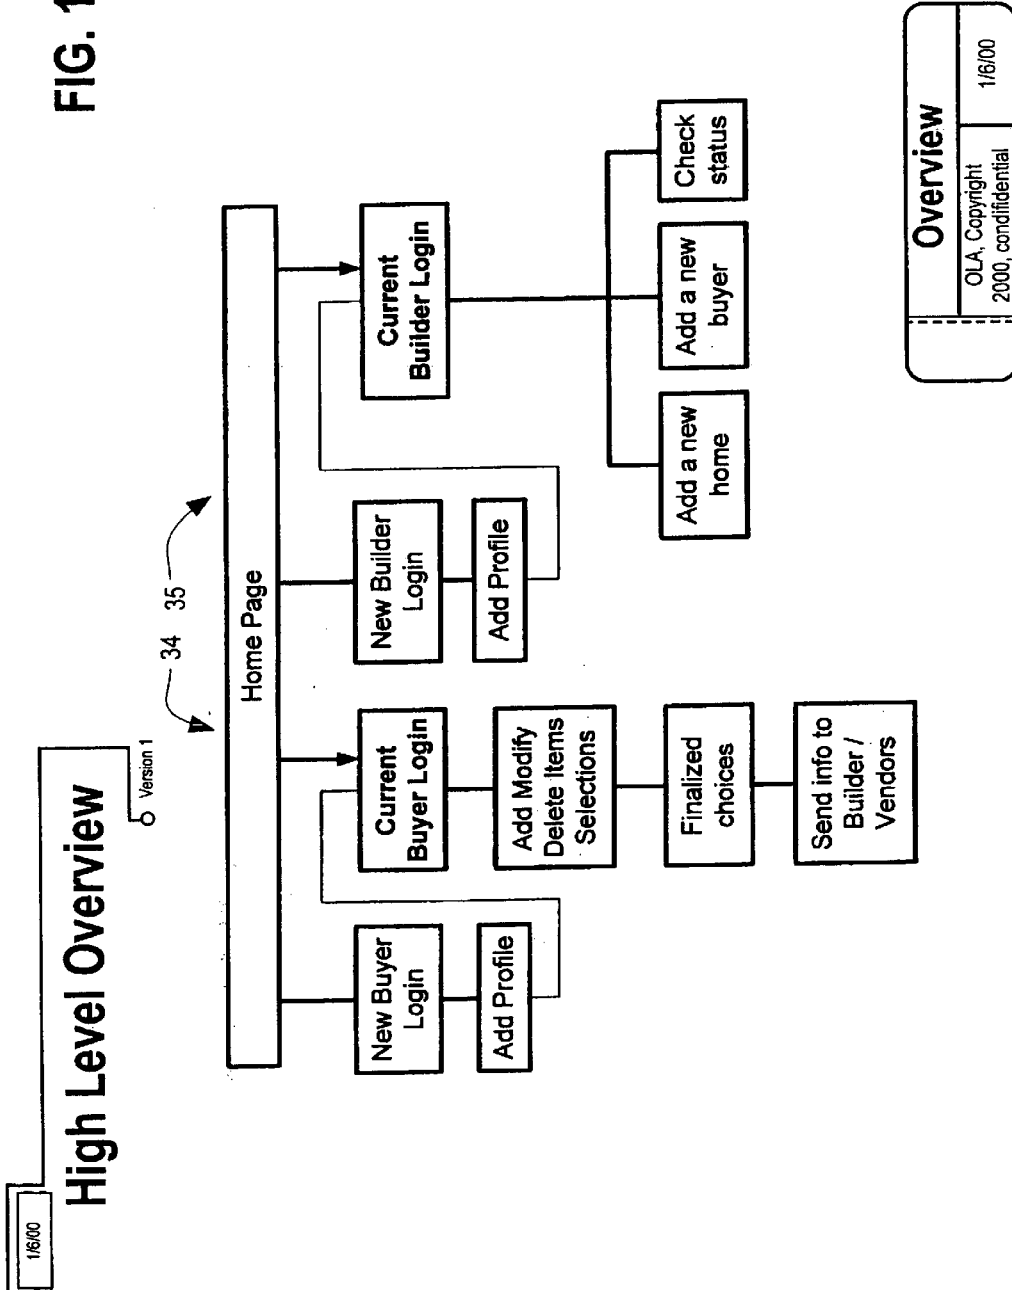 1/6/00
High Level Overview
Version 1
FIG. 1
34
35
Home Page
New Buyer
Login
Add Profile
Current
Buyer Login
Add Modify
Delete Items
Selections
Finalized
choices
Send info to
Builder /
Vendors
New Builder
Login
Add Profile
Current
Builder Login
Add a new
home
Add a new
buyer
Check
status
Overview
OLA, Copyright
2000, condifidential
1/6/00